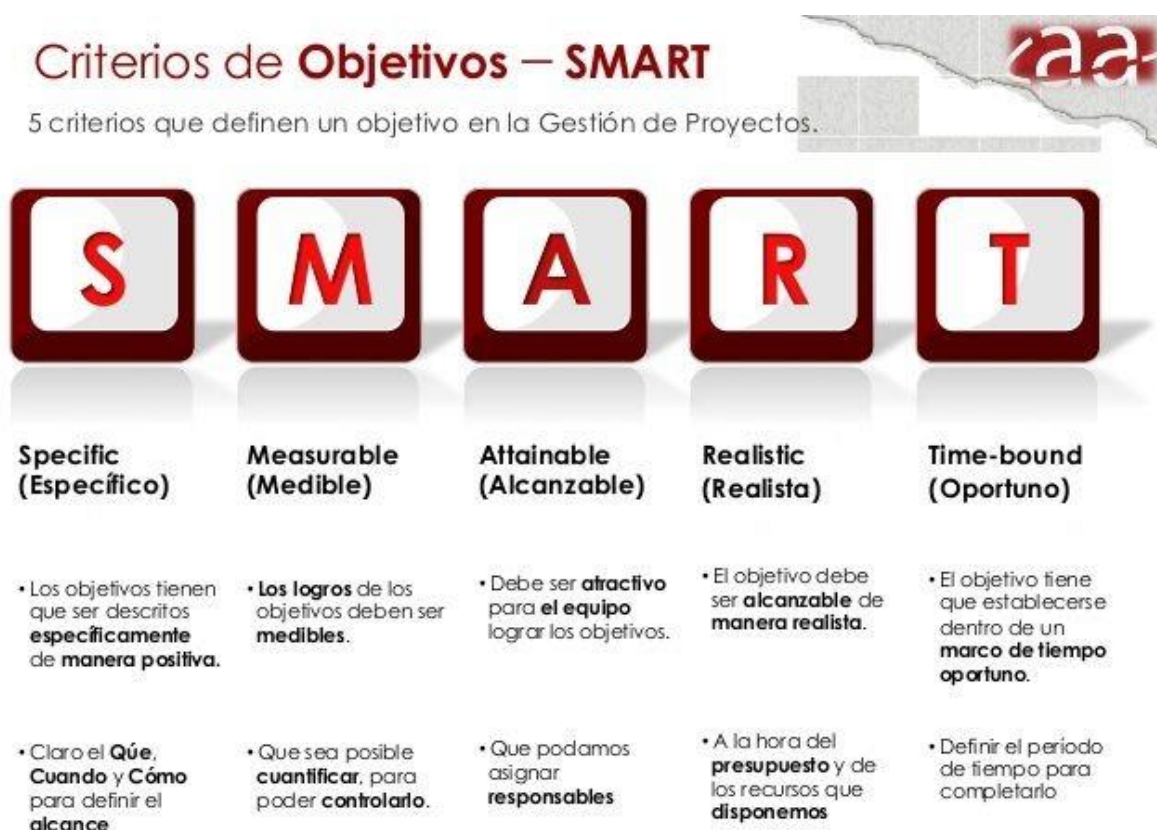 Criterios de Objetivos – SMART
5 criterios que definen un objetivo en la Gestión de Proyectos.
aa
S
M
A
R
T
Specific
(Específico)
Measurable
(Medible)
Attainable
(Alcanzable)
Realistic
(Realista)
Time-bound
(Oportuno)
• Los objetivos tienen
que ser descritos
específicamente
de manera positiva.
• Los logros de los
objetivos deben ser
medibles.
• Debe ser atractivo
para el equipo
lograr los objetivos.
• El objetivo debe
ser alcanzable de
manera realista.
• El objetivo tiene
que establecerse
dentro de un
marco de tiempo
oportuno.
• Claro el Qúe,
Cuando y Cómo
para definir el
alcance
• Que sea posible
cuantificar, para
poder controlarlo.
• Que podamos
asignar
responsables
• A la hora del
presupuesto y de
los recursos que
disponemos
• Definir el periodo
de tiempo para
completarlo